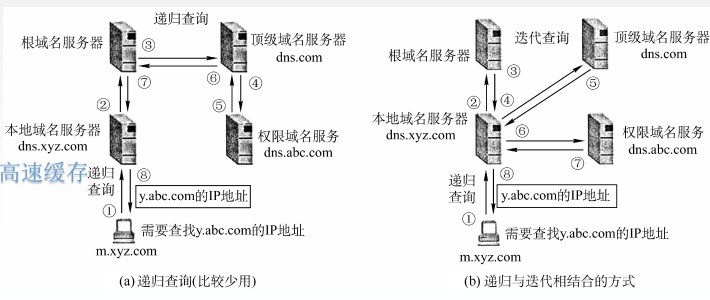 递归查询
根域名服务器
③
顶级域名服务器
dns.com
⑥
⑦
④
②
⑤
本地域名服务器
dns.xyz.com
权限域名服务
dns.abc.com
高速缓存
递归
查询
⑧
y.abc.com的IP地址
①
需要查找y.abc.com的IP地址
m.xyz.com
(a) 递归查询(比较少用)
根域名服务器
迭代查询
顶级域名服务器
dns.com
③
⑤
②
④
本地域名服务器
dns.xyz.com
⑥
权限域名服务
dns.abc.com
⑦
递归
查询
⑧
y.abc.com的IP地址
①
需要查找y.abc.com的IP地址
m.xyz.com
(b) 递归与迭代相结合的方式